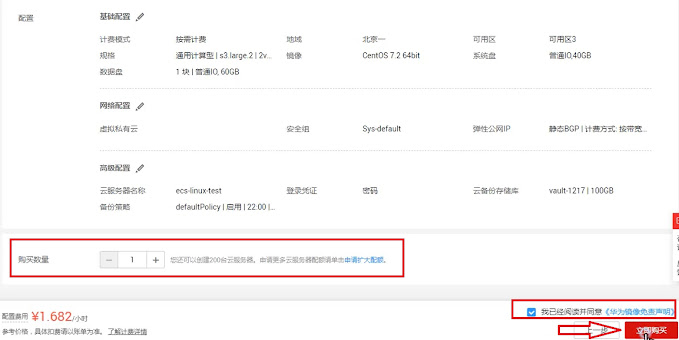 配置
基础配置
计费模式 按需计费 地域 北京一 可用区 可用区3
规格 通用计算型 | s3.large.2 | 2v... 镜像 CentOS 7.2 64bit 系统盘 普通IO,40GB
数据盘 1 块 | 普通IO, 60GB
网络配置
虚拟私有云 安全组 Sys-default 弹性公网IP 静态BGP | 计费方式: 按带宽...
高级配置
云服务器名称 ecs-linux-test 登录凭证 密码 云备份存储库 vault-1217 | 100GB
备份策略 defaultPolicy | 启用 | 22:00 |...
购买数量 − 1 + 您还可以创建200台云服务器。申请更多云服务器配额请单击申请扩大配额。
我已经阅读并同意《华为镜像免责声明》
配置费用 ¥1.682/小时
参考价格，具体扣费请以账单为准。 了解计费详情
上一步 立即购买